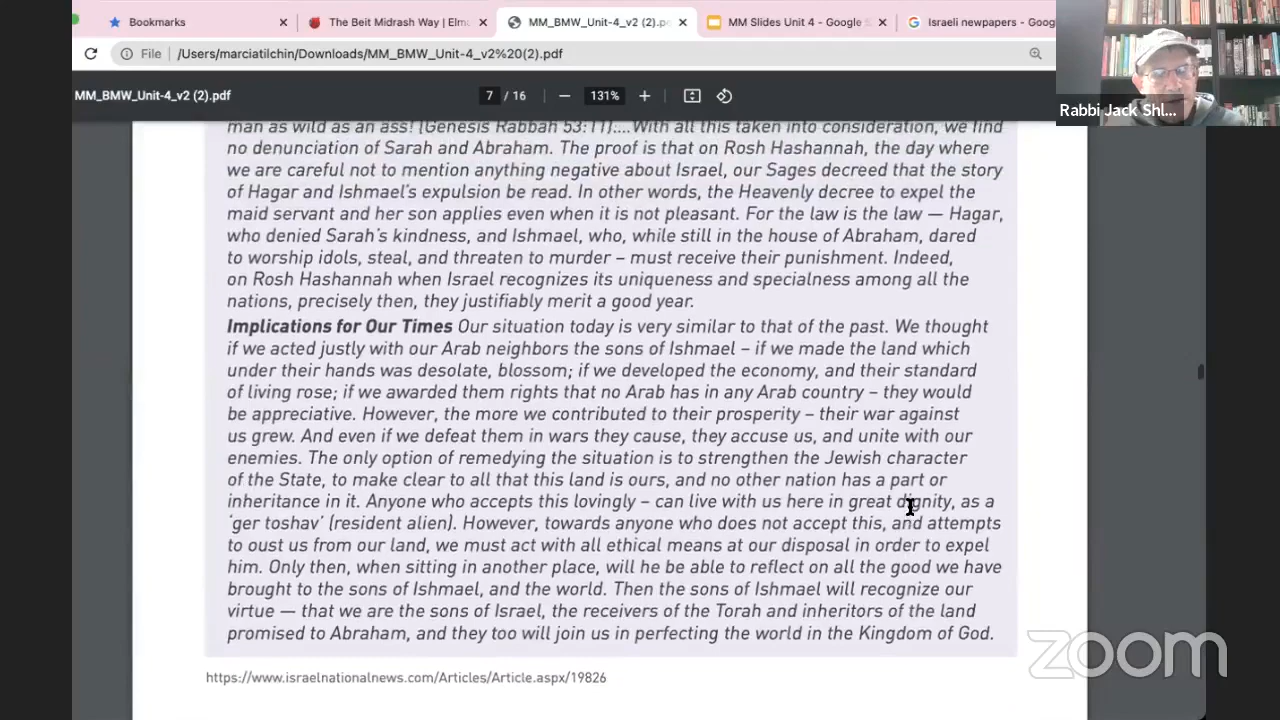 Bookmarks
The Beit Midrash Way | Elmo
MM_BMW_Unit-4_v2 (2).pdf
MM Slides Unit 4 - Google S
Israeli newspapers - Goog
File | /Users/marciatilchin/Downloads/MM_BMW_Unit-4_v2%20(2).pdf
Rabbi Jack Shl...
MM_BMW_Unit-4_v2 (2).pdf
7 / 16
131%
man as wild as an ass! (Genesis Rabbah 53:11)....With all this taken into consideration, we find
no denunciation of Sarah and Abraham. The proof is that on Rosh Hashannah, the day where
we are careful not to mention anything negative about Israel, our Sages decreed that the story
of Hagar and Ishmael's expulsion be read. In other words, the Heavenly decree to expel the
maid servant and her son applies even when it is not pleasant. For the law is the law — Hagar,
who denied Sarah's kindness, and Ishmael, who, while still in the house of Abraham, dared
to worship idols, steal, and threaten to murder – must receive their punishment. Indeed,
on Rosh Hashannah when Israel recognizes its uniqueness and specialness among all the
nations, precisely then, they justifiably merit a good year.
Implications for Our Times Our situation today is very similar to that of the past. We thought
if we acted justly with our Arab neighbors the sons of Ishmael – if we made the land which
under their hands was desolate, blossom; if we developed the economy, and their standard
of living rose; if we awarded them rights that no Arab has in any Arab country – they would
be appreciative. However, the more we contributed to their prosperity – their war against
us grew. And even if we defeat them in wars they cause, they accuse us, and unite with our
enemies. The only option of remedying the situation is to strengthen the Jewish character
of the State, to make clear to all that this land is ours, and no other nation has a part or
inheritance in it. Anyone who accepts this lovingly – can live with us here in great dignity, as a
'ger toshav' (resident alien). However, towards anyone who does not accept this, and attempts
to oust us from our land, we must act with all ethical means at our disposal in order to expel
him. Only then, when sitting in another place, will he be able to reflect on all the good we have
brought to the sons of Ishmael, and the world. Then the sons of Ishmael will recognize our
virtue — that we are the sons of Israel, the receivers of the Torah and inheritors of the land
promised to Abraham, and they too will join us in perfecting the world in the Kingdom of God.
https://www.israelnationalnews.com/Articles/Article.aspx/19826
zoom